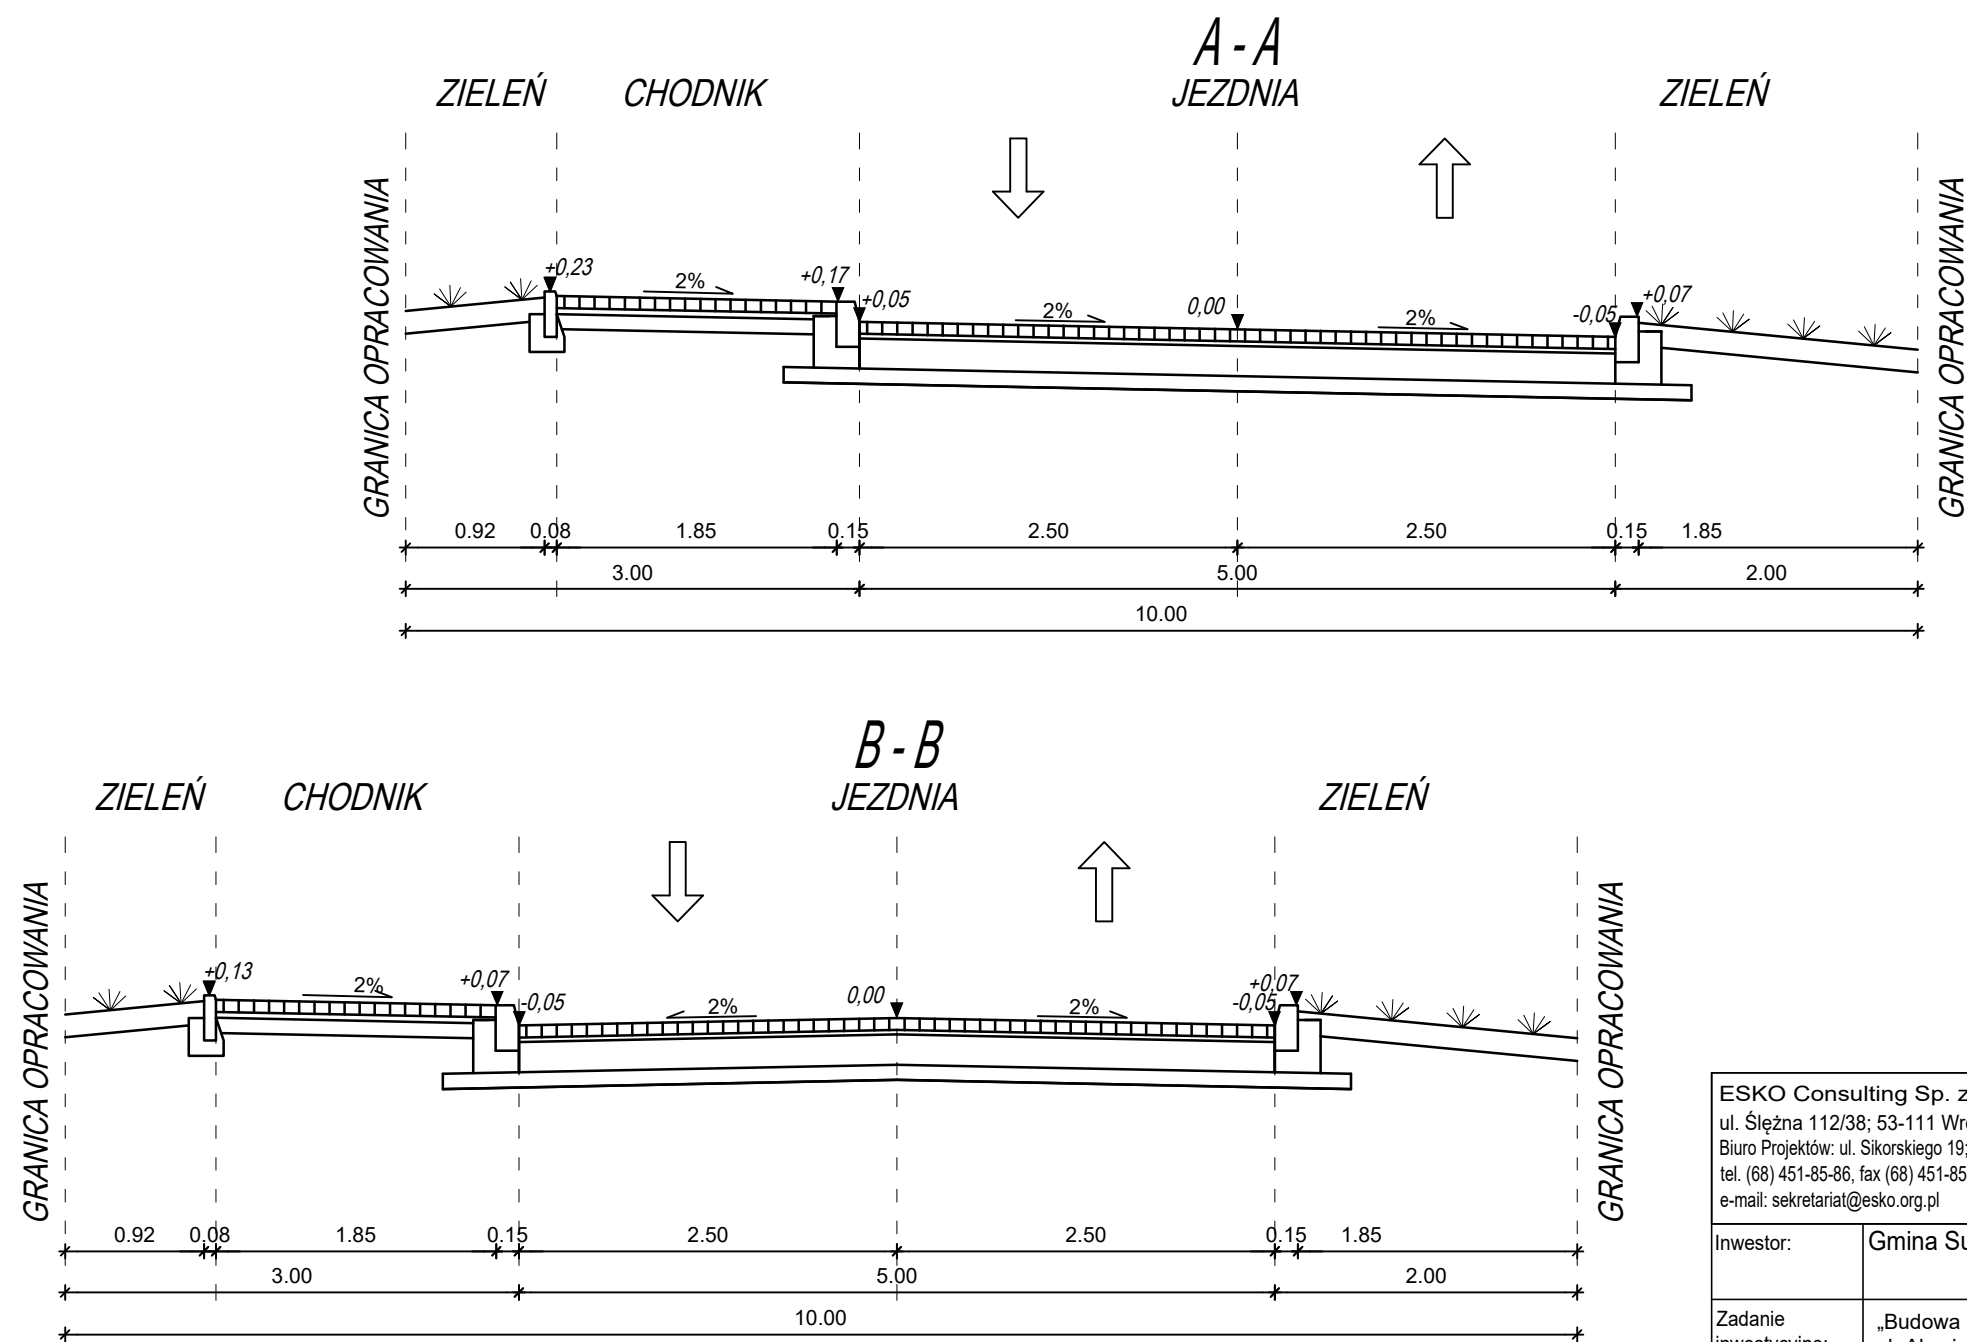 A - A
ZIELEŃ CHODNIK JEZDNIA ZIELEŃ
GRANICA OPRACOWANIA
GRANICA OPRACOWANIA
+0,23 2% +0,17 +0,05 2% 0,00 2% -0,05 +0,07
0.92 0.08 1.85 0.15 2.50 2.50 0.15 1.85
3.00 5.00 2.00
10.00
B - B
ZIELEŃ CHODNIK JEZDNIA ZIELEŃ
GRANICA OPRACOWANIA
GRANICA OPRACOWANIA
+0,13 2% +0,07 -0,05 2% 0,00 2% -0,05 +0,07
0.92 0.08 1.85 0.15 2.50 2.50 0.15 1.85
3.00 5.00 2.00
10.00
ESKO Consulting Sp. z
ul. Ślężna 112/38; 53-111 Wr
Biuro Projektów: ul. Sikorskiego 19;
tel. (68) 451-85-86, fax (68) 451-85
e-mail: sekretariat@esko.org.pl
Inwestor: Gmina Su
Zadanie „Budowa